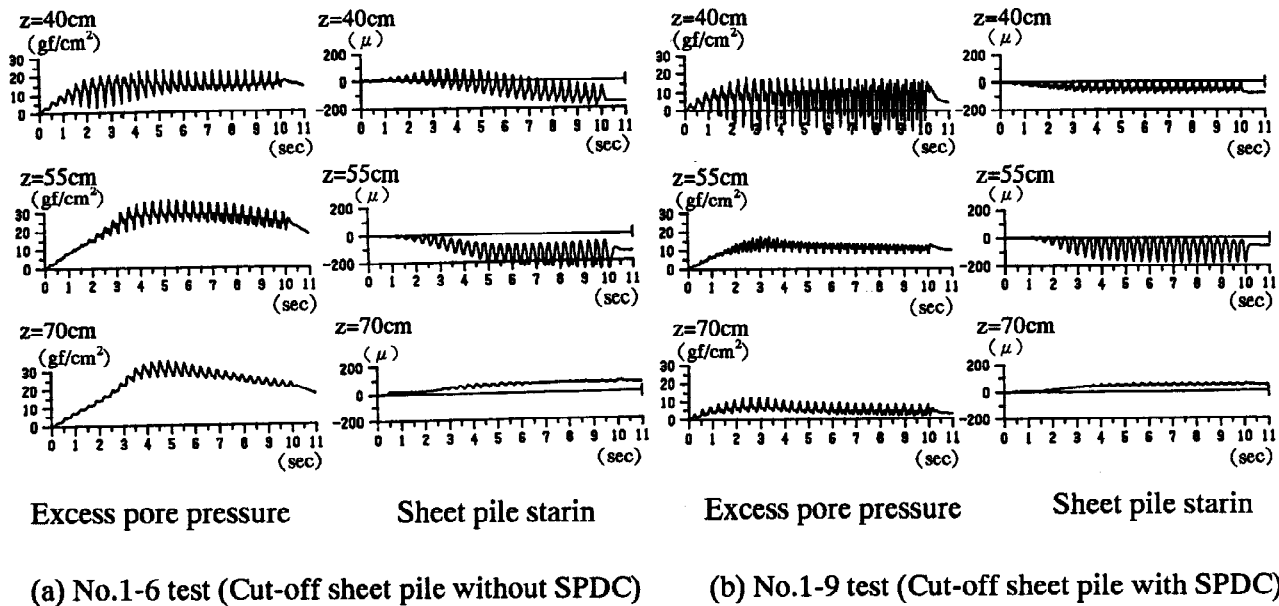 z=40cm
(gf/cm²)
30
20
10
0
0 1 2 3 4 5 6 7 8 9 10 11
(sec)
z=40cm
(μ)
200
0
-200
0 1 2 3 4 5 6 7 8 9 10 11
(sec)
z=40cm
(gf/cm²)
30
20
10
0
0 1 2 3 4 5 6 7 8 9 10 11
(sec)
z=40cm
(μ)
200
0
-200
0 1 2 3 4 5 6 7 8 9 10 11
(sec)
z=55cm
(gf/cm²)
30
20
10
0
0 1 2 3 4 5 6 7 8 9 10 11
(sec)
z=55cm
(μ)
200
0
-200
0 1 2 3 4 5 6 7 8 9 10 11
(sec)
z=55cm
(gf/cm²)
30
20
10
0
0 1 2 3 4 5 6 7 8 9 10 11
(sec)
z=55cm
(μ)
200
0
-200
0 1 2 3 4 5 6 7 8 9 10 11
(sec)
z=70cm
(gf/cm²)
30
20
10
0
0 1 2 3 4 5 6 7 8 9 10 11
(sec)
z=70cm
(μ)
200
0
-200
0 1 2 3 4 5 6 7 8 9 10 11
(sec)
z=70cm
(gf/cm²)
30
20
10
0
0 1 2 3 4 5 6 7 8 9 10 11
(sec)
z=70cm
(μ)
200
0
-200
0 1 2 3 4 5 6 7 8 9 10 11
(sec)
Excess pore pressure
Sheet pile starin
Excess pore pressure
Sheet pile starin
(a) No.1-6 test (Cut-off sheet pile without SPDC)
(b) No.1-9 test (Cut-off sheet pile with SPDC)